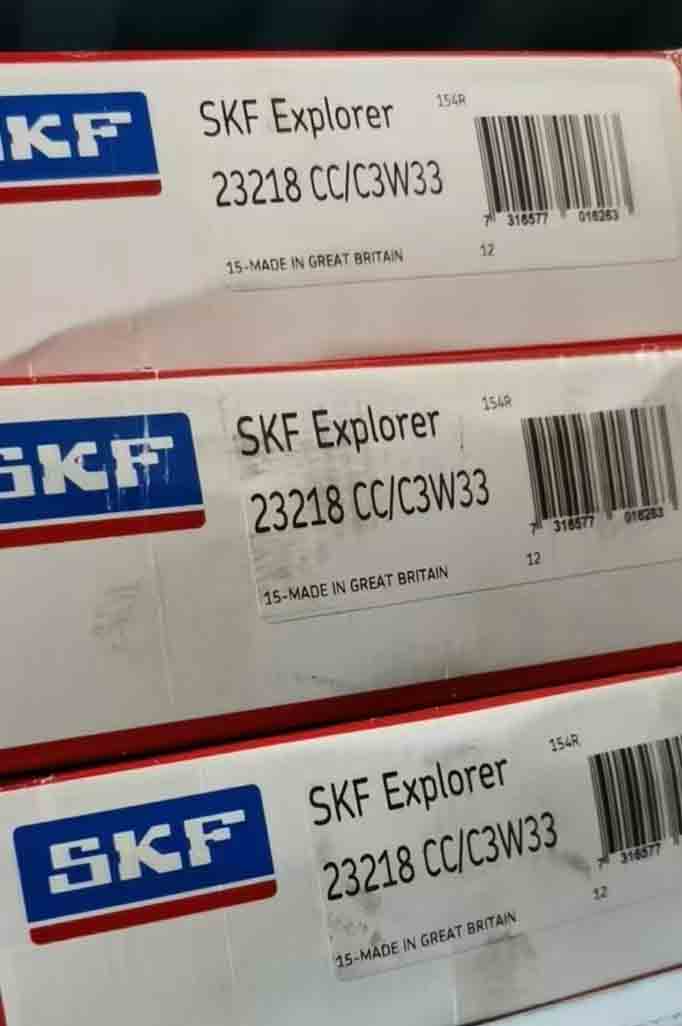 SKF
SKF Explorer
154R
23218 CC/C3W33
7 316577 016263
15-MADE IN GREAT BRITAIN
12
SKF
SKF Explorer
154R
23218 CC/C3W33
7 316577 016263
15-MADE IN GREAT BRITAIN
12
SKF
SKF Explorer
154R
23218 CC/C3W33
7 316577
15-MADE IN GREAT BRITAIN
12